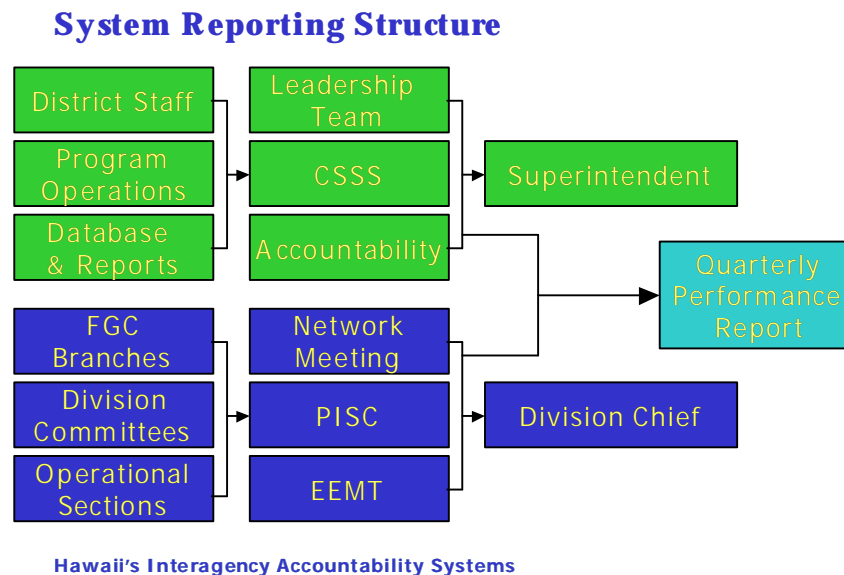 System Reporting Structure
District Staff
Leadership
Team
Program
Operations
CSSS
Superintendent
Database
& Reports
Accountability
Quarterly
Performance
Report
FGC
Branches
Network
Meeting
Division
Committees
PISC
Division Chief
Operational
Sections
EEMT
Hawaii's Interagency Accountability Systems